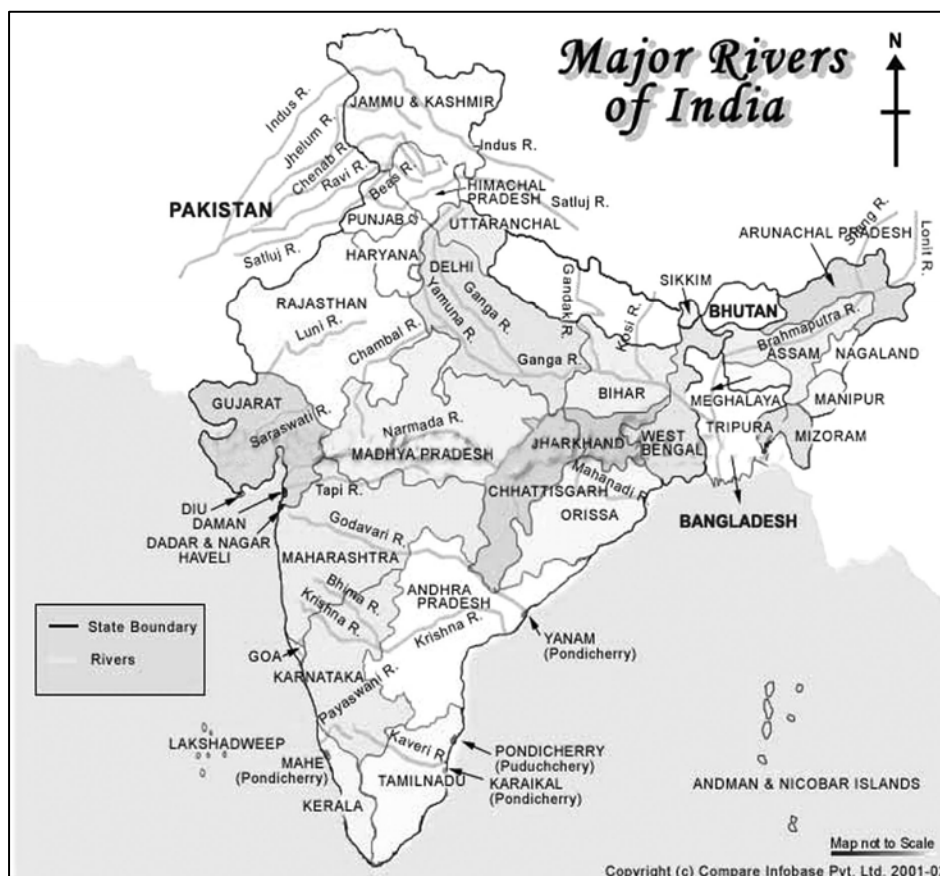 Major Rivers
of India
N
JAMMU & KASHMIR
Indus R.
Jhelum R.
Chenab R.
Ravi R.
Beas R.
Indus R.
HIMACHAL
PRADESH
Satluj R.
PAKISTAN
PUNJAB
UTTARANCHAL
Satluj R.
HARYANA
DELHI
ARUNACHAL PRADESH
Lonit R.
SIKKIM
BHUTAN
RAJASTHAN
Luni R.
Chambal R.
Yamuna R.
Ganga R.
Ganga R.
Gandak R.
Kosi R.
Brahmaputra R.
ASSAM
NAGALAND
BIHAR
MEGHALAYA
MANIPUR
GUJARAT
Saraswati R.
Narmada R.
MADHYA PRADESH
JHARKHAND
WEST
BENGAL
TRIPURA
MIZORAM
Tapi R.
CHHATTISGARH
Mahanadi R.
ORISSA
BANGLADESH
DIU
DAMAN
DADAR & NAGAR
HAVELI
Godavari R.
MAHARASHTRA
Bhima R.
Krishna R.
ANDHRA
PRADESH
Krishna R.
YANAM
(Pondicherry)
State Boundary
Rivers
GOA
KARNATAKA
Payaswani R.
Kaveri R.
LAKSHADWEEP
MAHE
(Pondicherry)
PONDICHERRY
(Puduchchery)
TAMILNADU
KARAIKAL
(Pondicherry)
KERALA
ANDMAN & NICOBAR ISLANDS
Map not to Scale
Copyright (c) Compare Infobase Pvt. Ltd. 2001-0